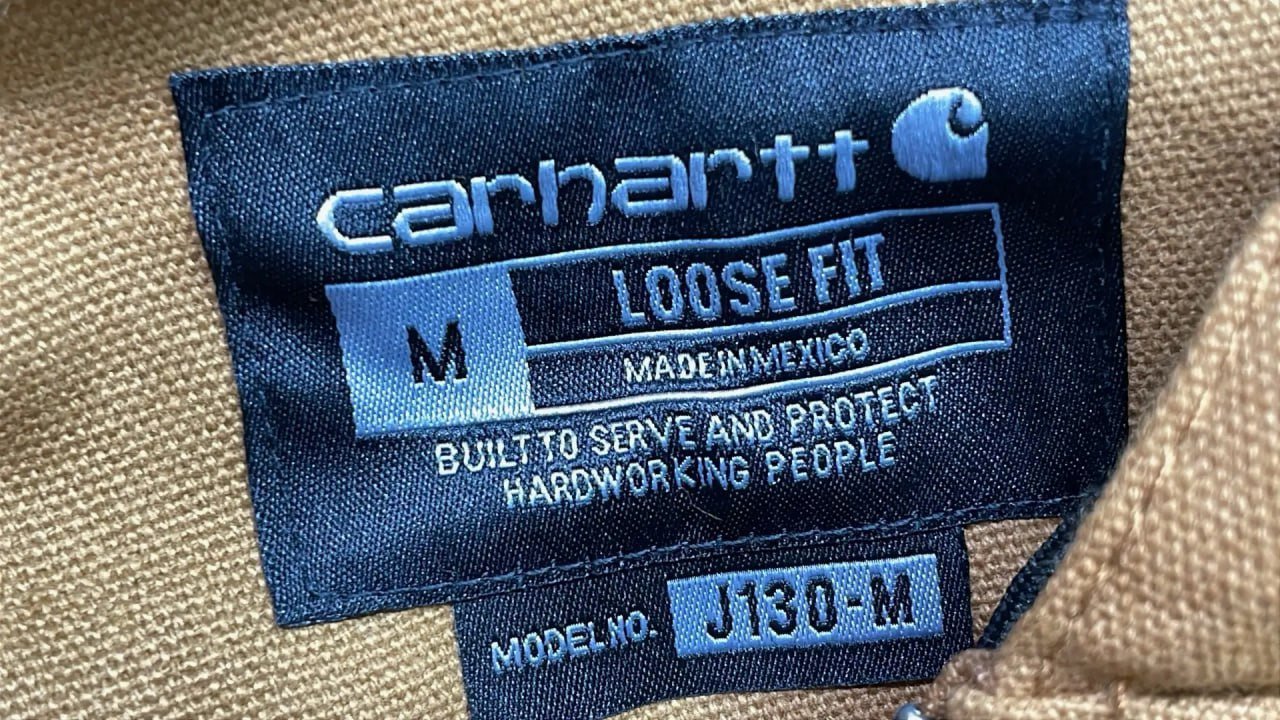 carhartt
M
LOOSE FIT
MADE IN MEXICO
BUILT TO SERVE AND PROTECT
HARDWORKING PEOPLE
MODEL NO. J130-M